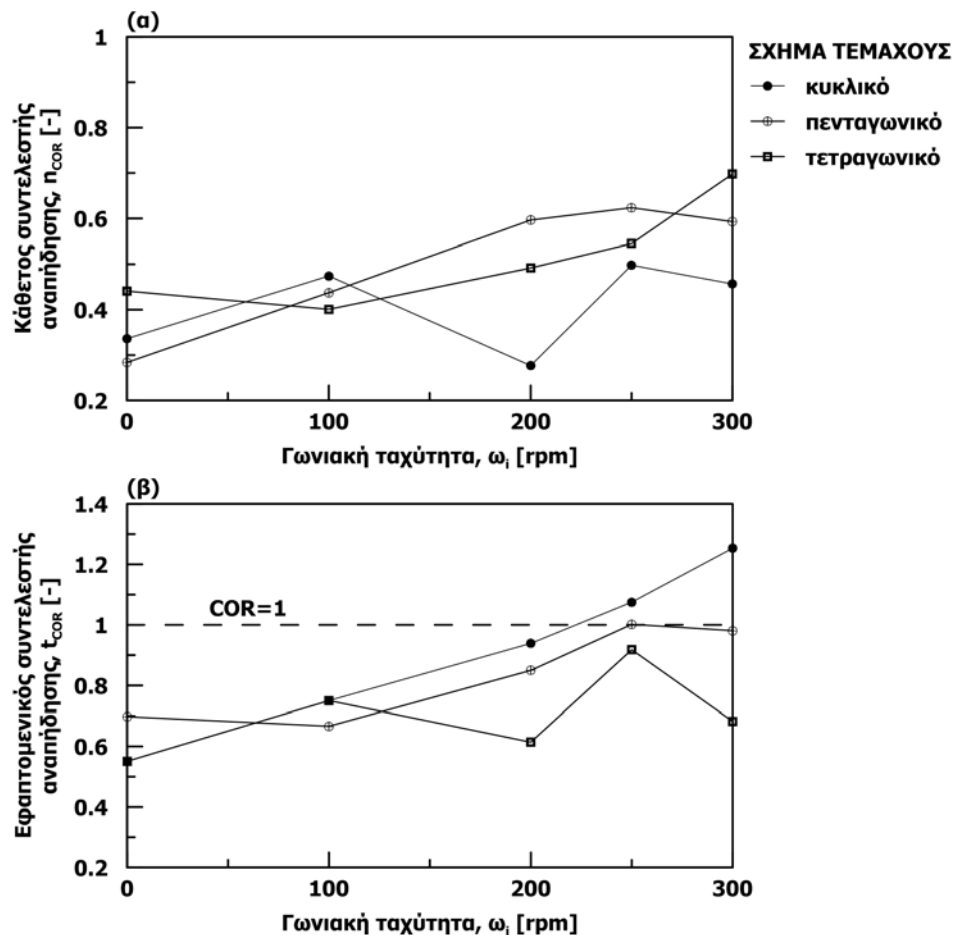 (α)
1
0.8
0.6
0.4
0.2
0
100
200
300
Κάθετος συντελεστής
αναπήδησης, n_COR [-]
Γωνιακή ταχύτητα, ω_i [rpm]
ΣΧΗΜΑ ΤΕΜΑΧΟΥΣ
κυκλικό
πενταγωνικό
τετραγωνικό
(β)
1.4
1.2
1
0.8
0.6
0.4
0.2
COR=1
0
100
200
300
Εφαπτομενικός συντελεστής
αναπήδησης, t_COR [-]
Γωνιακή ταχύτητα, ω_i [rpm]